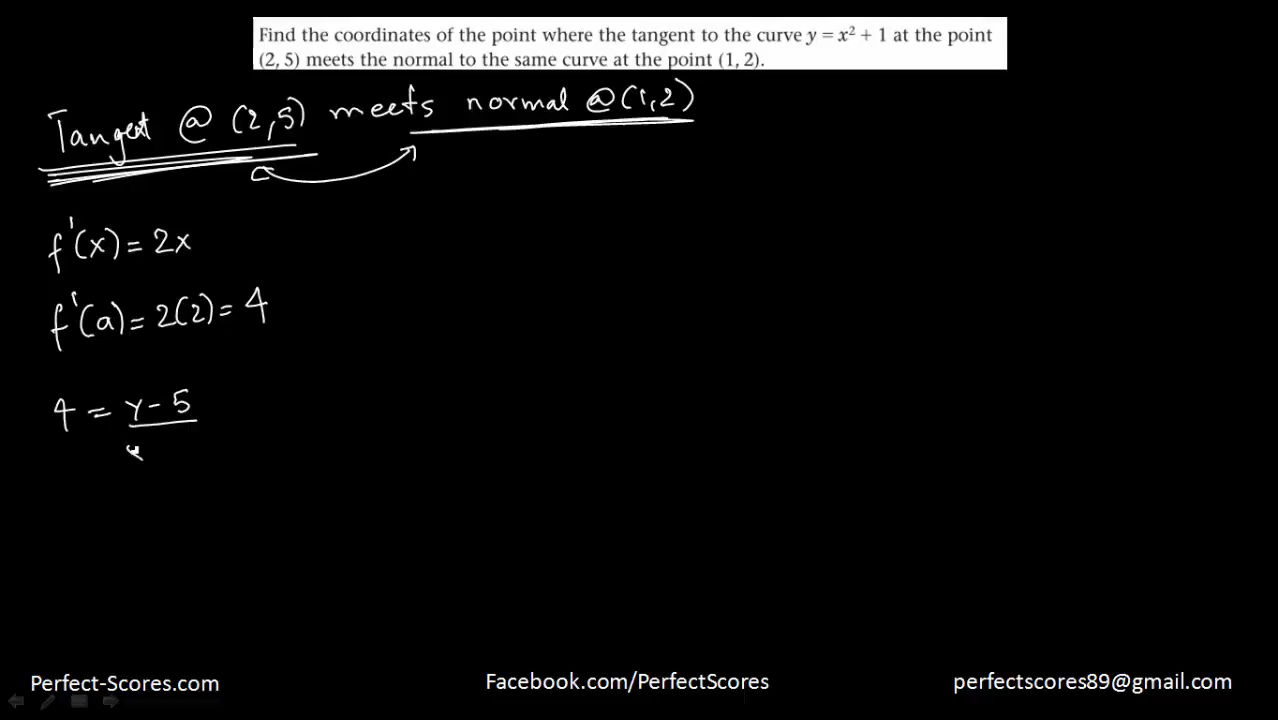 Find the coordinates of the point where the tangent to the curve y = x² + 1 at the point
(2, 5) meets the normal to the same curve at the point (1, 2).
Tangent @ (2,5) meets normal @ (1,2)
f'(x) = 2x
f'(a) = 2(2) = 4
4 = y - 5
Perfect-Scores.com
Facebook.com/PerfectScores
perfectscores89@gmail.com